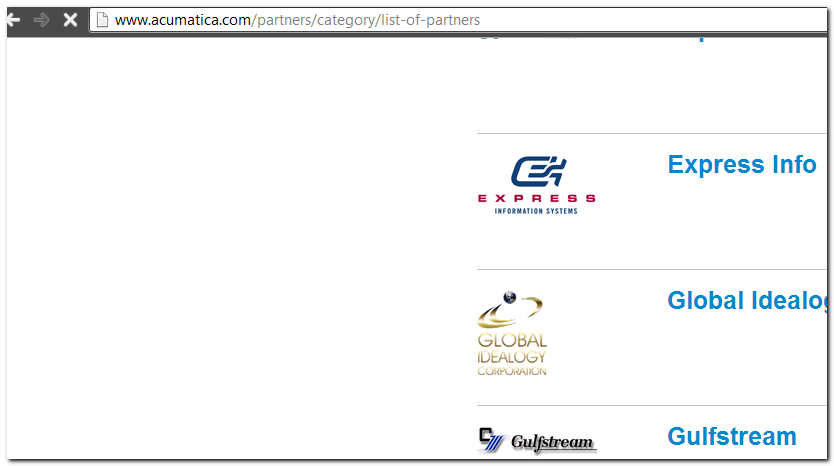 www.acumatica.com/partners/category/list-of-partners
EXPRESS
INFORMATION SYSTEMS
Express Info
GLOBAL
IDEALOGY
CORPORATION
Global Idealog
Gulfstream
Gulfstream